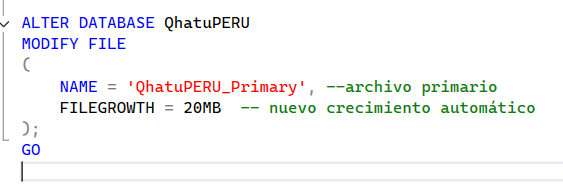 ALTER DATABASE QhatuPERU
MODIFY FILE
(
    NAME = 'QhatuPERU_Primary', --archivo primario
    FILEGROWTH = 20MB  -- nuevo crecimiento automático
);
GO